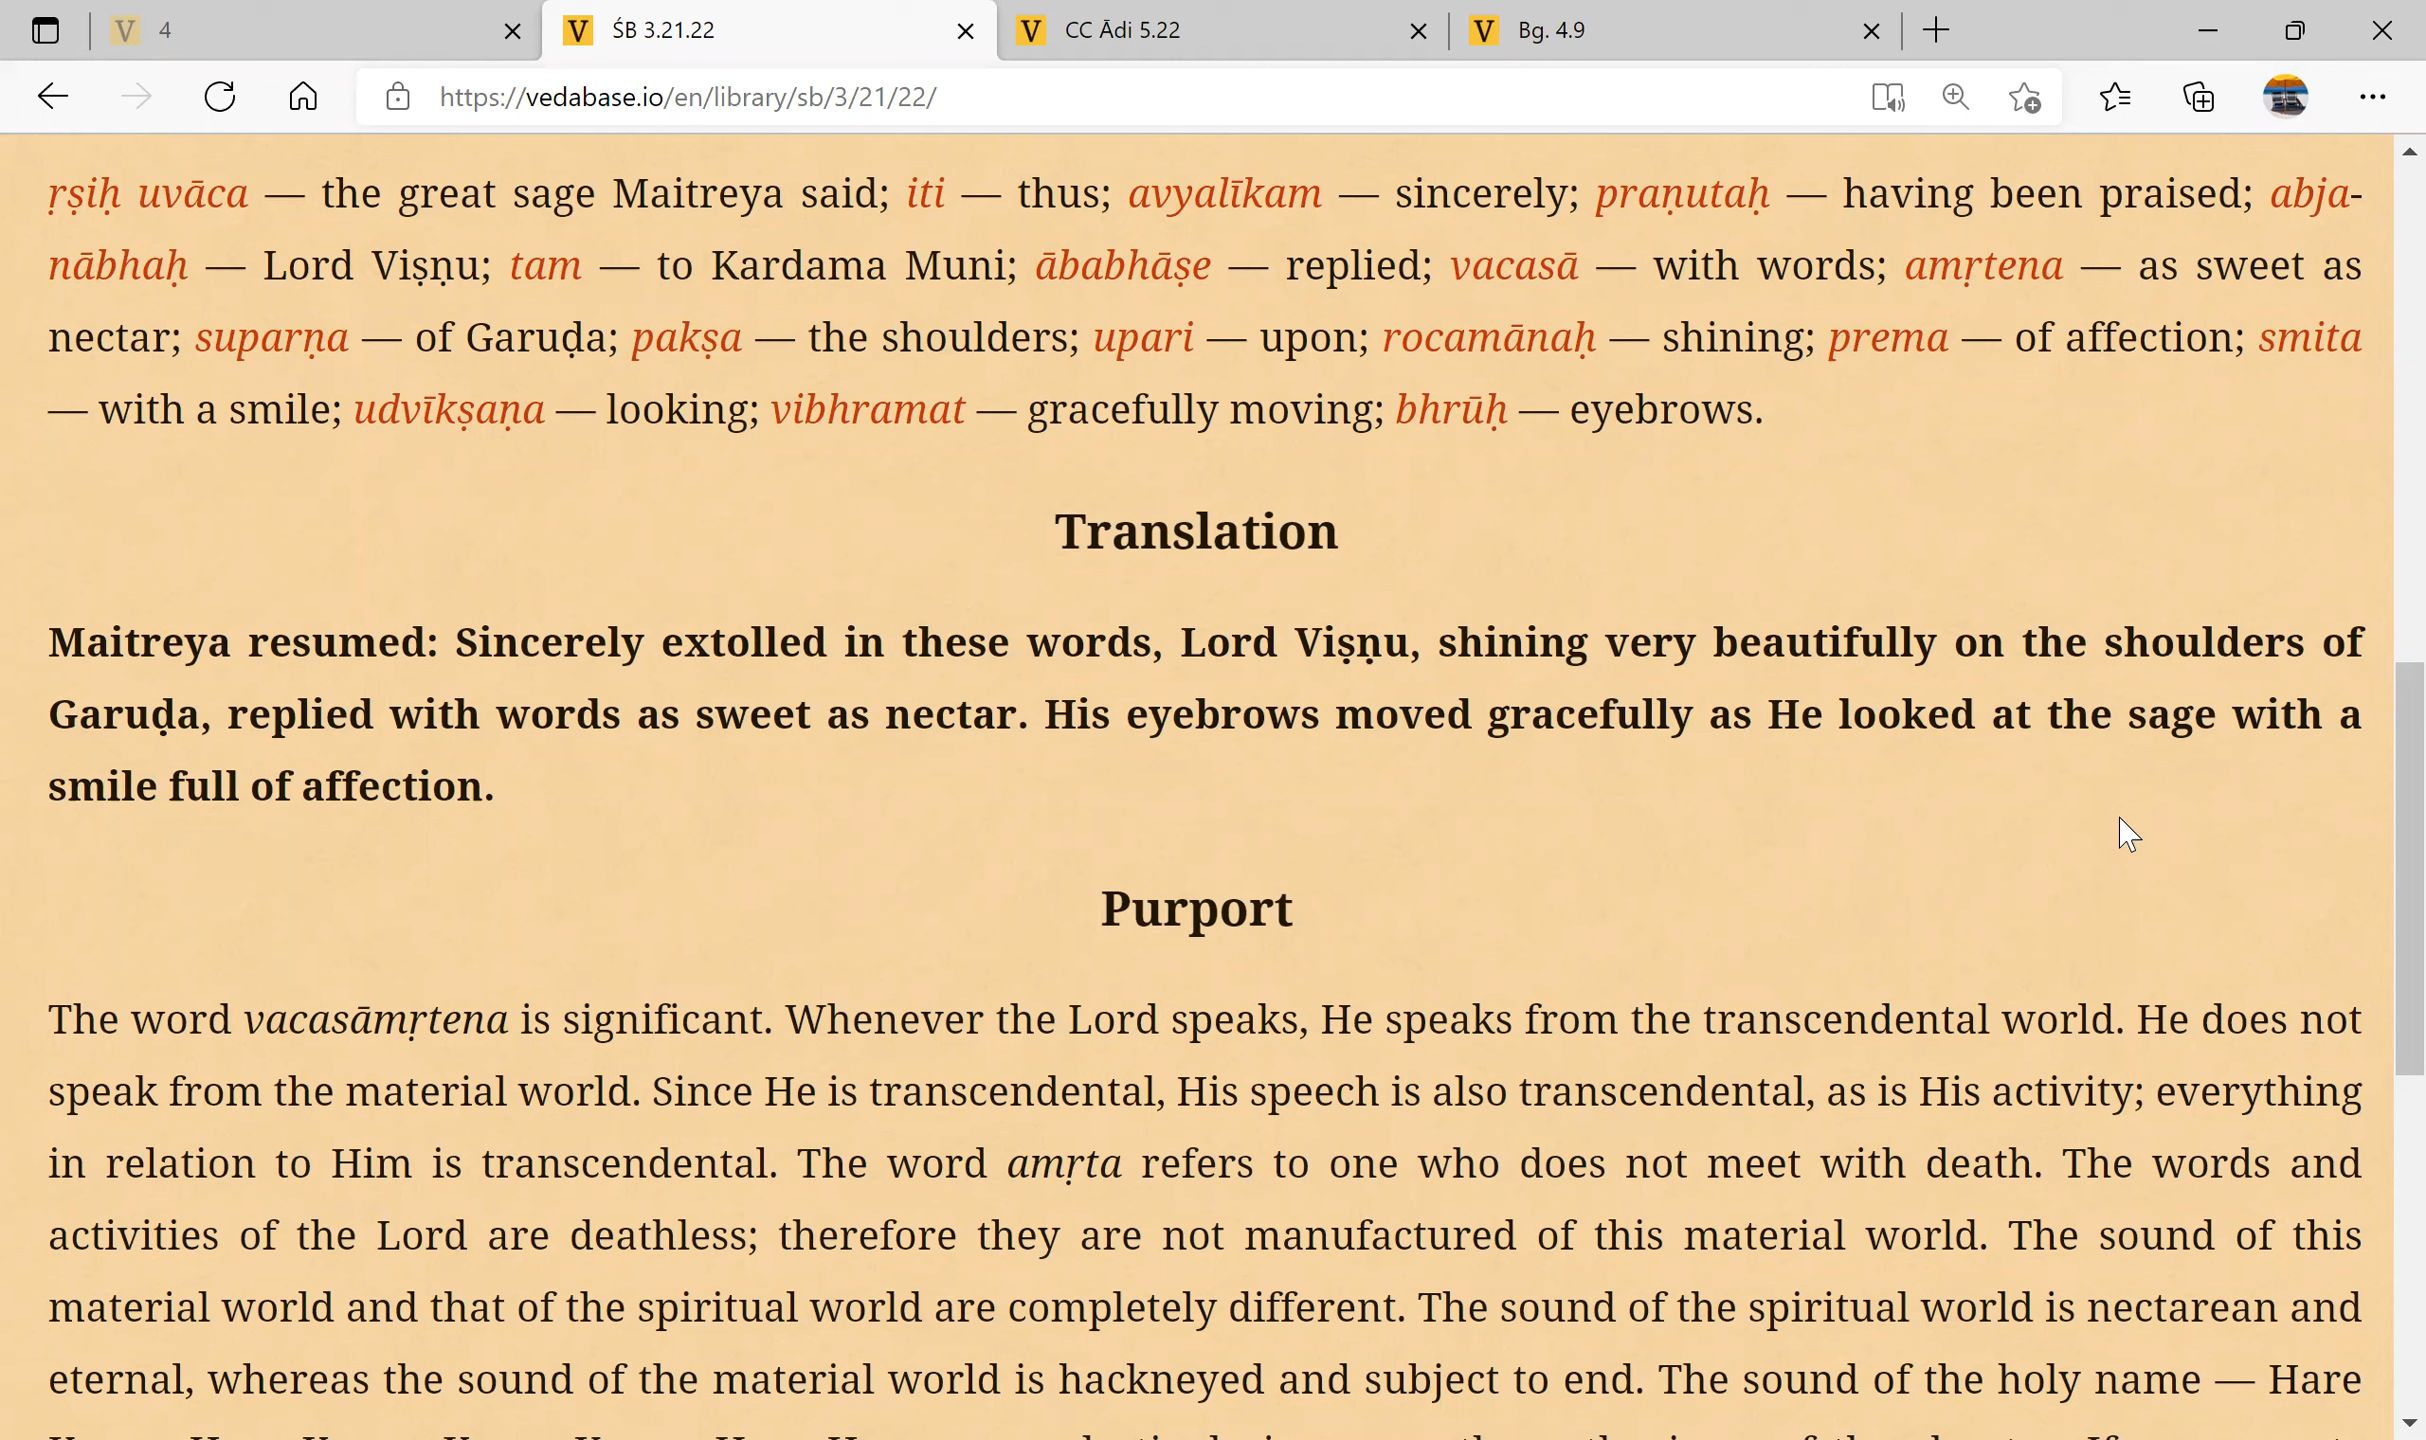 4
ŚB 3.21.22
CC Ādi 5.22
Bg. 4.9
https://vedabase.io/en/library/sb/3/21/22/
ṛṣiḥ uvāca — the great sage Maitreya said; iti — thus; avyalīkam — sincerely; praṇutaḥ — having been praised; abja-
nābhaḥ — Lord Viṣṇu; tam — to Kardama Muni; ābabhāṣe — replied; vacasā — with words; amṛtena — as sweet as
nectar; suparṇa — of Garuḍa; pakṣa — the shoulders; upari — upon; rocamānaḥ — shining; prema — of affection; smita
— with a smile; udvīkṣaṇa — looking; vibhramat — gracefully moving; bhrūḥ — eyebrows.
Translation
Maitreya resumed: Sincerely extolled in these words, Lord Viṣṇu, shining very beautifully on the shoulders of
Garuḍa, replied with words as sweet as nectar. His eyebrows moved gracefully as He looked at the sage with a
smile full of affection.
Purport
The word vacasāmṛtena is significant. Whenever the Lord speaks, He speaks from the transcendental world. He does not
speak from the material world. Since He is transcendental, His speech is also transcendental, as is His activity; everything
in relation to Him is transcendental. The word amṛta refers to one who does not meet with death. The words and
activities of the Lord are deathless; therefore they are not manufactured of this material world. The sound of this
material world and that of the spiritual world are completely different. The sound of the spiritual world is nectarean and
eternal, whereas the sound of the material world is hackneyed and subject to end. The sound of the holy name — Hare